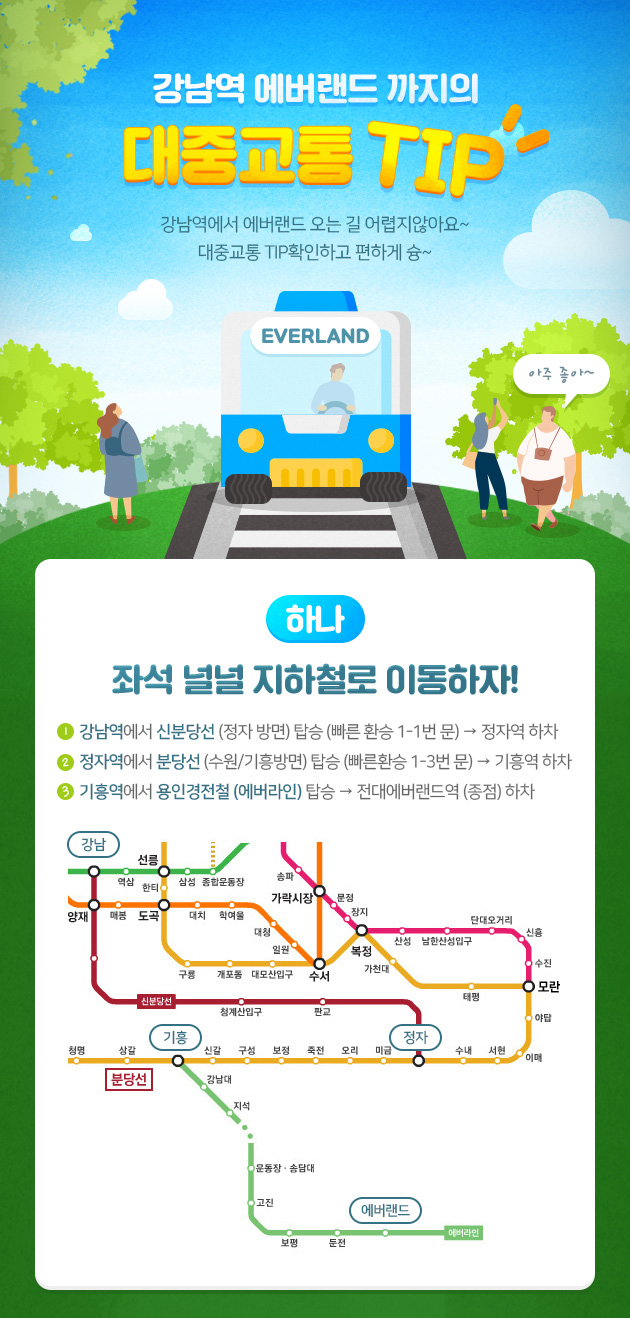 강남역 에버랜드 까지의
대중교통 TIP
강남역에서 에버랜드 오는 길 어렵지않아요~
대중교통 TIP확인하고 편하게 슝~
EVERLAND
아주 좋아~
하나
좌석 널널 지하철로 이동하자!
1 강남역에서 신분당선 (정자 방면) 탑승 (빠른 환승 1-1번 문) → 정자역 하차
2 정자역에서 분당선 (수원/기흥방면) 탑승 (빠른환승 1-3번 문) → 기흥역 하차
3 기흥역에서 용인경전철 (에버라인) 탑승 → 전대에버랜드역 (종점) 하차
강남
선릉
역삼
한티
삼성
종합운동장
송파
가락시장
문정
장지
양재
매봉
도곡
대치
학여울
대청
일원
복정
산성
남한산성입구
단대오거리
신흥
수진
구룡
개포동
대모산입구
수서
가천대
태평
모란
신분당선
청계산입구
판교
야탑
기흥
정자
청명
상갈
신갈
구성
보정
죽전
오리
미금
수내
서현
이매
분당선
강남대
지석
운동장 · 송담대
고진
에버랜드
보평
둔전
에버라인